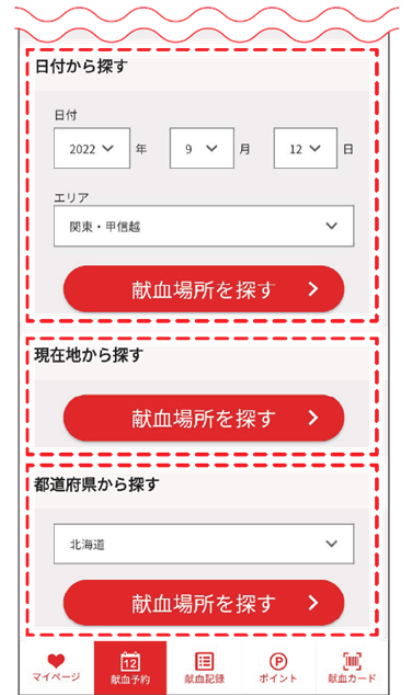 日付から探す
日付
2022 年 9 月 12 日
エリア
関東・甲信越
献血場所を探す
現在地から探す
献血場所を探す
都道府県から探す
北海道
献血場所を探す
12
マイページ 献血予約 献血記録 ポイント 献血カード